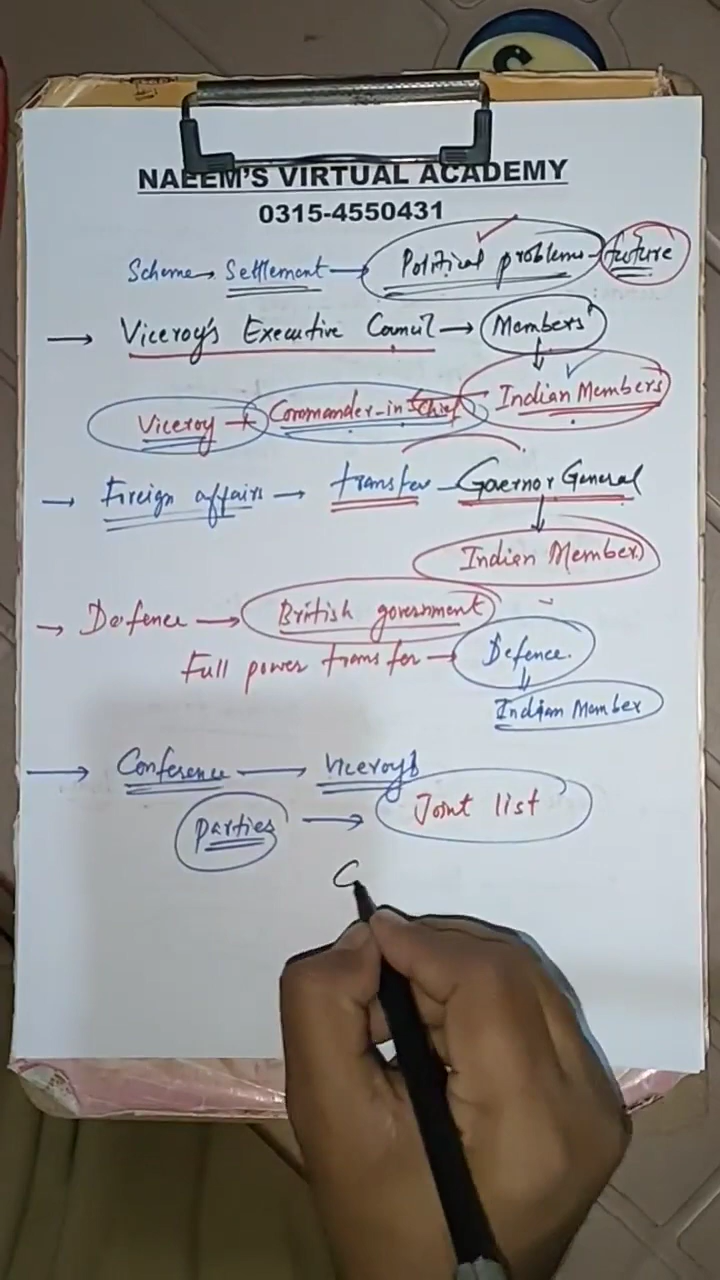 NAEEM'S VIRTUAL ACADEMY
0315-4550431
Scheme → Settlement → Political problems - future
→ Viceroy's Executive Council → Members
Viceroy + Commander-in-Chief - Indian Members
→ Foreign affairs → transfer - Governor General
Indian Member
→ Defence → British government
Full power transfer → Defence.
Indian Member
→ Conference → Viceroy
Parties → Joint list
C